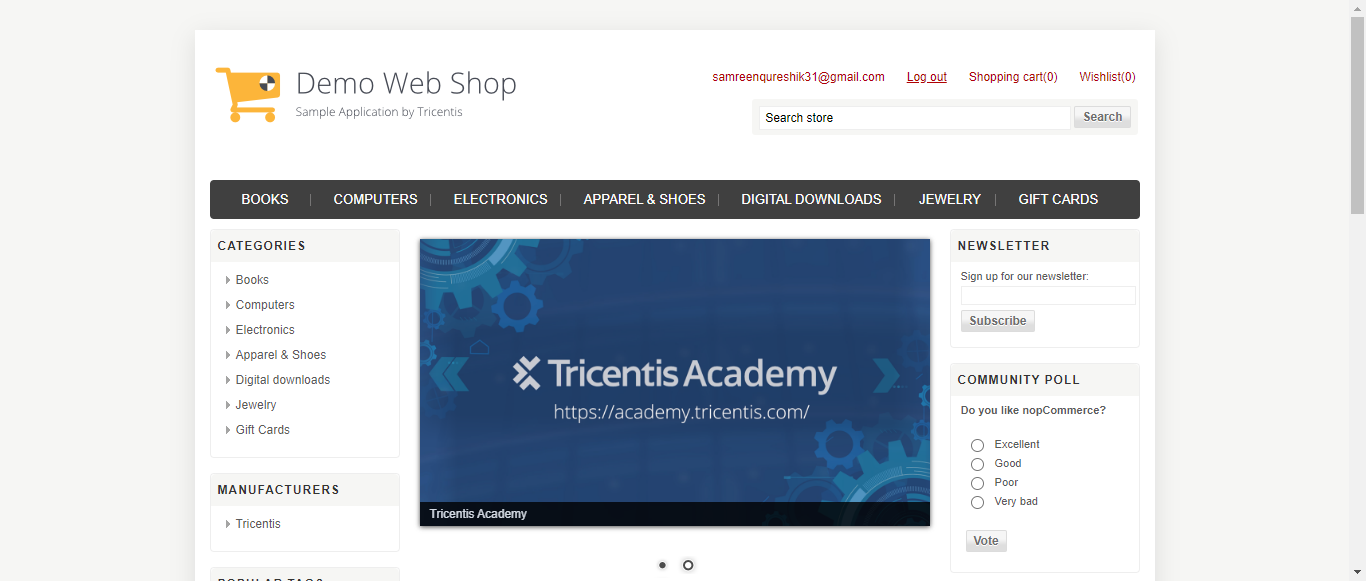 Demo Web Shop
Sample Application by Tricentis
samreenqureshik31@gmail.com Log out Shopping cart(0) Wishlist(0)
Search store Search
BOOKS COMPUTERS ELECTRONICS APPAREL & SHOES DIGITAL DOWNLOADS JEWELRY GIFT CARDS
CATEGORIES
Books
Computers
Electronics
Apparel & Shoes
Digital downloads
Jewelry
Gift Cards
MANUFACTURERS
Tricentis
POPULAR TAGS
Tricentis Academy
https://academy.tricentis.com/
Tricentis Academy
NEWSLETTER
Sign up for our newsletter:
Subscribe
COMMUNITY POLL
Do you like nopCommerce?
Excellent
Good
Poor
Very bad
Vote